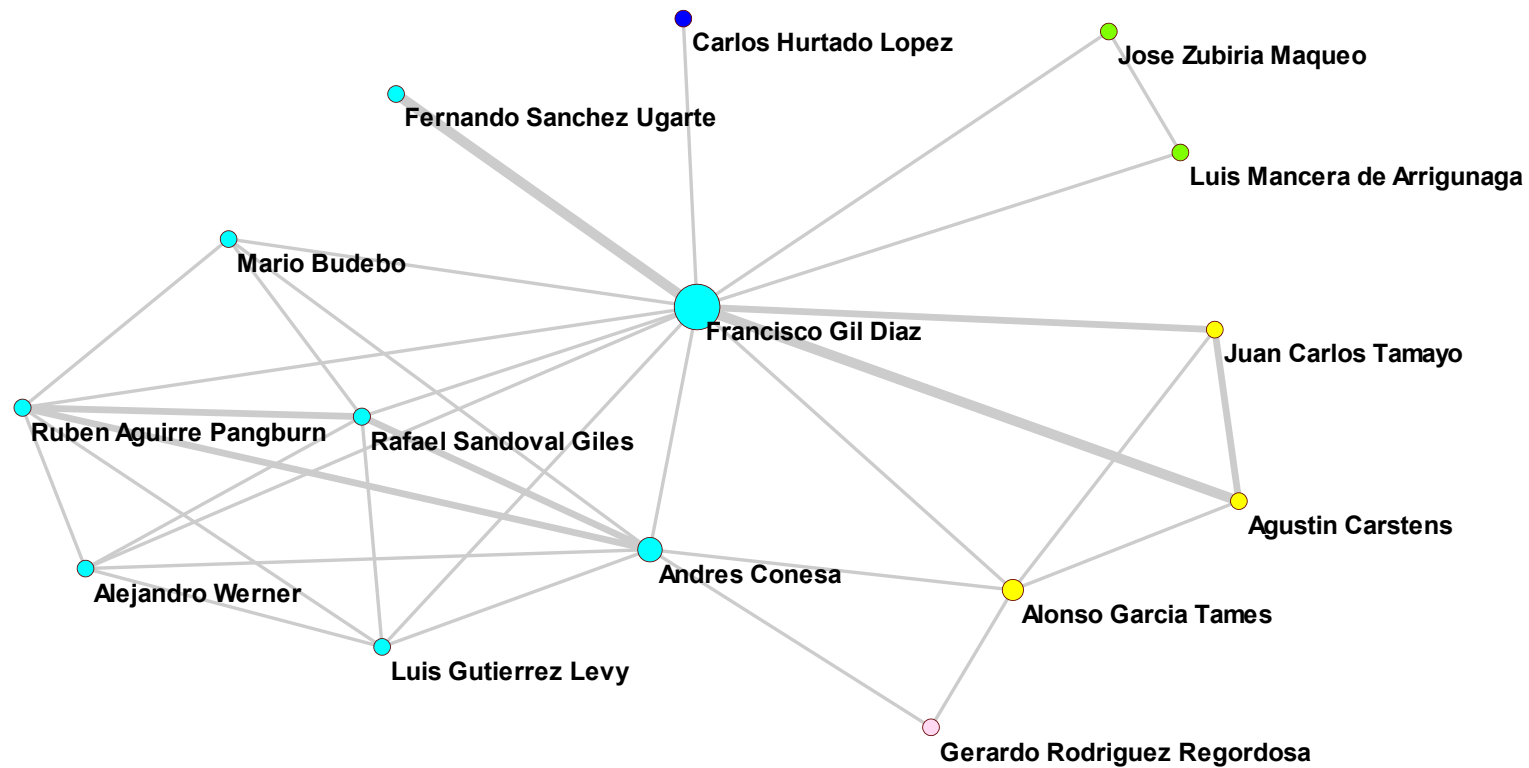 Carlos Hurtado Lopez
Jose Zubiria Maqueo
Fernando Sanchez Ugarte
Luis Mancera de Arrigunaga
Mario Budebo
Francisco Gil Diaz
Juan Carlos Tamayo
Ruben Aguirre Pangburn
Rafael Sandoval Giles
Agustin Carstens
Andres Conesa
Alejandro Werner
Alonso Garcia Tames
Luis Gutierrez Levy
Gerardo Rodriguez Regordosa